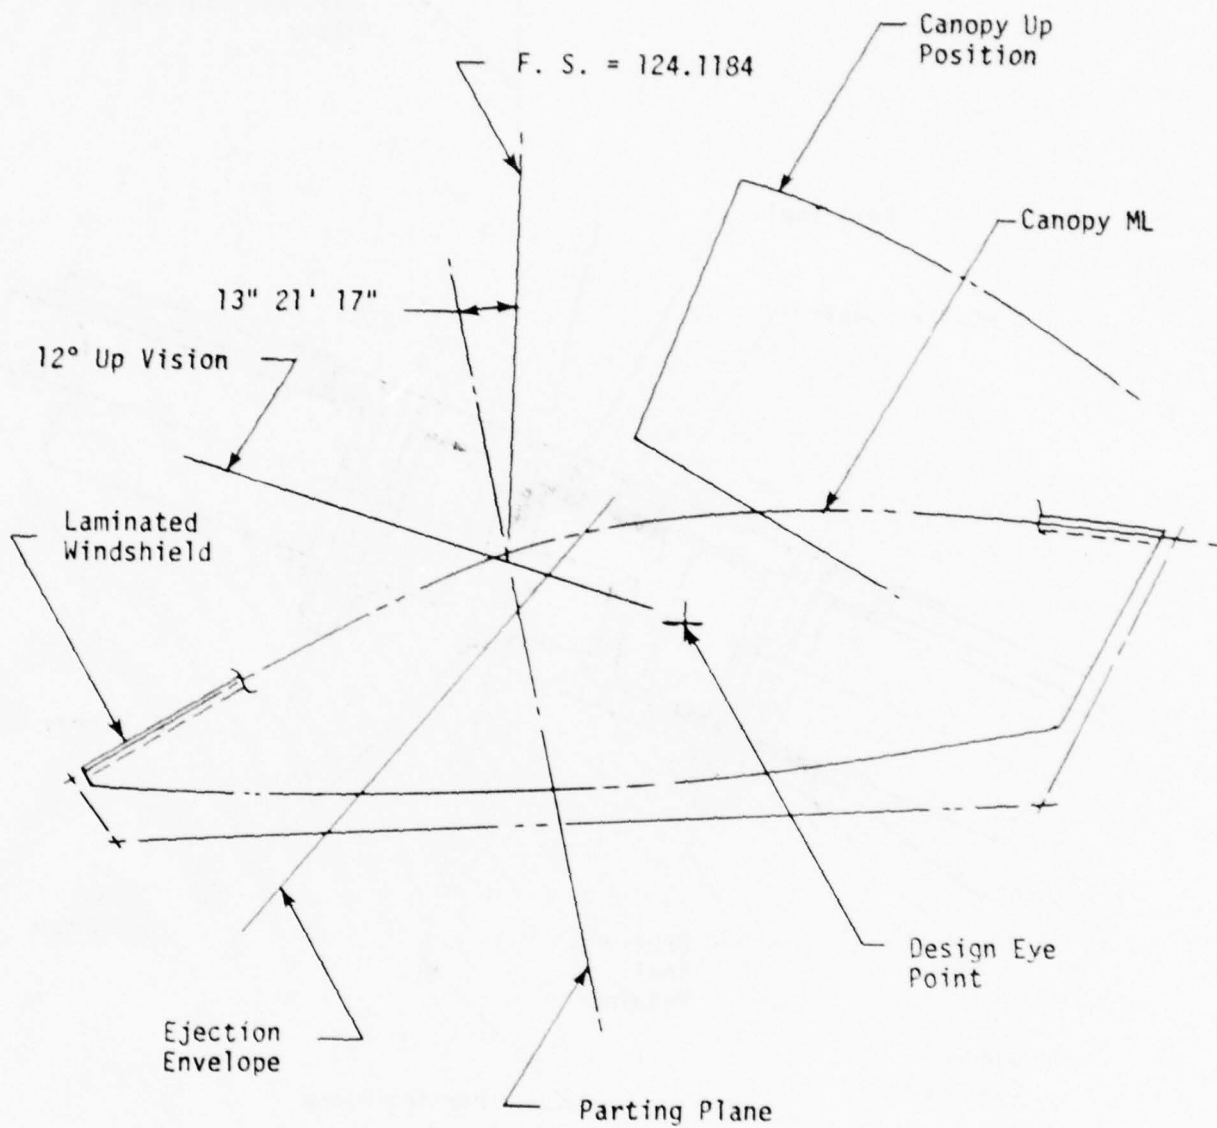 Canopy Up
Position
F. S. = 124.1184
Canopy ML
13" 21' 17"
12° Up Vision
Laminated
Windshield
Design Eye
Point
Ejection
Envelope
Parting Plane